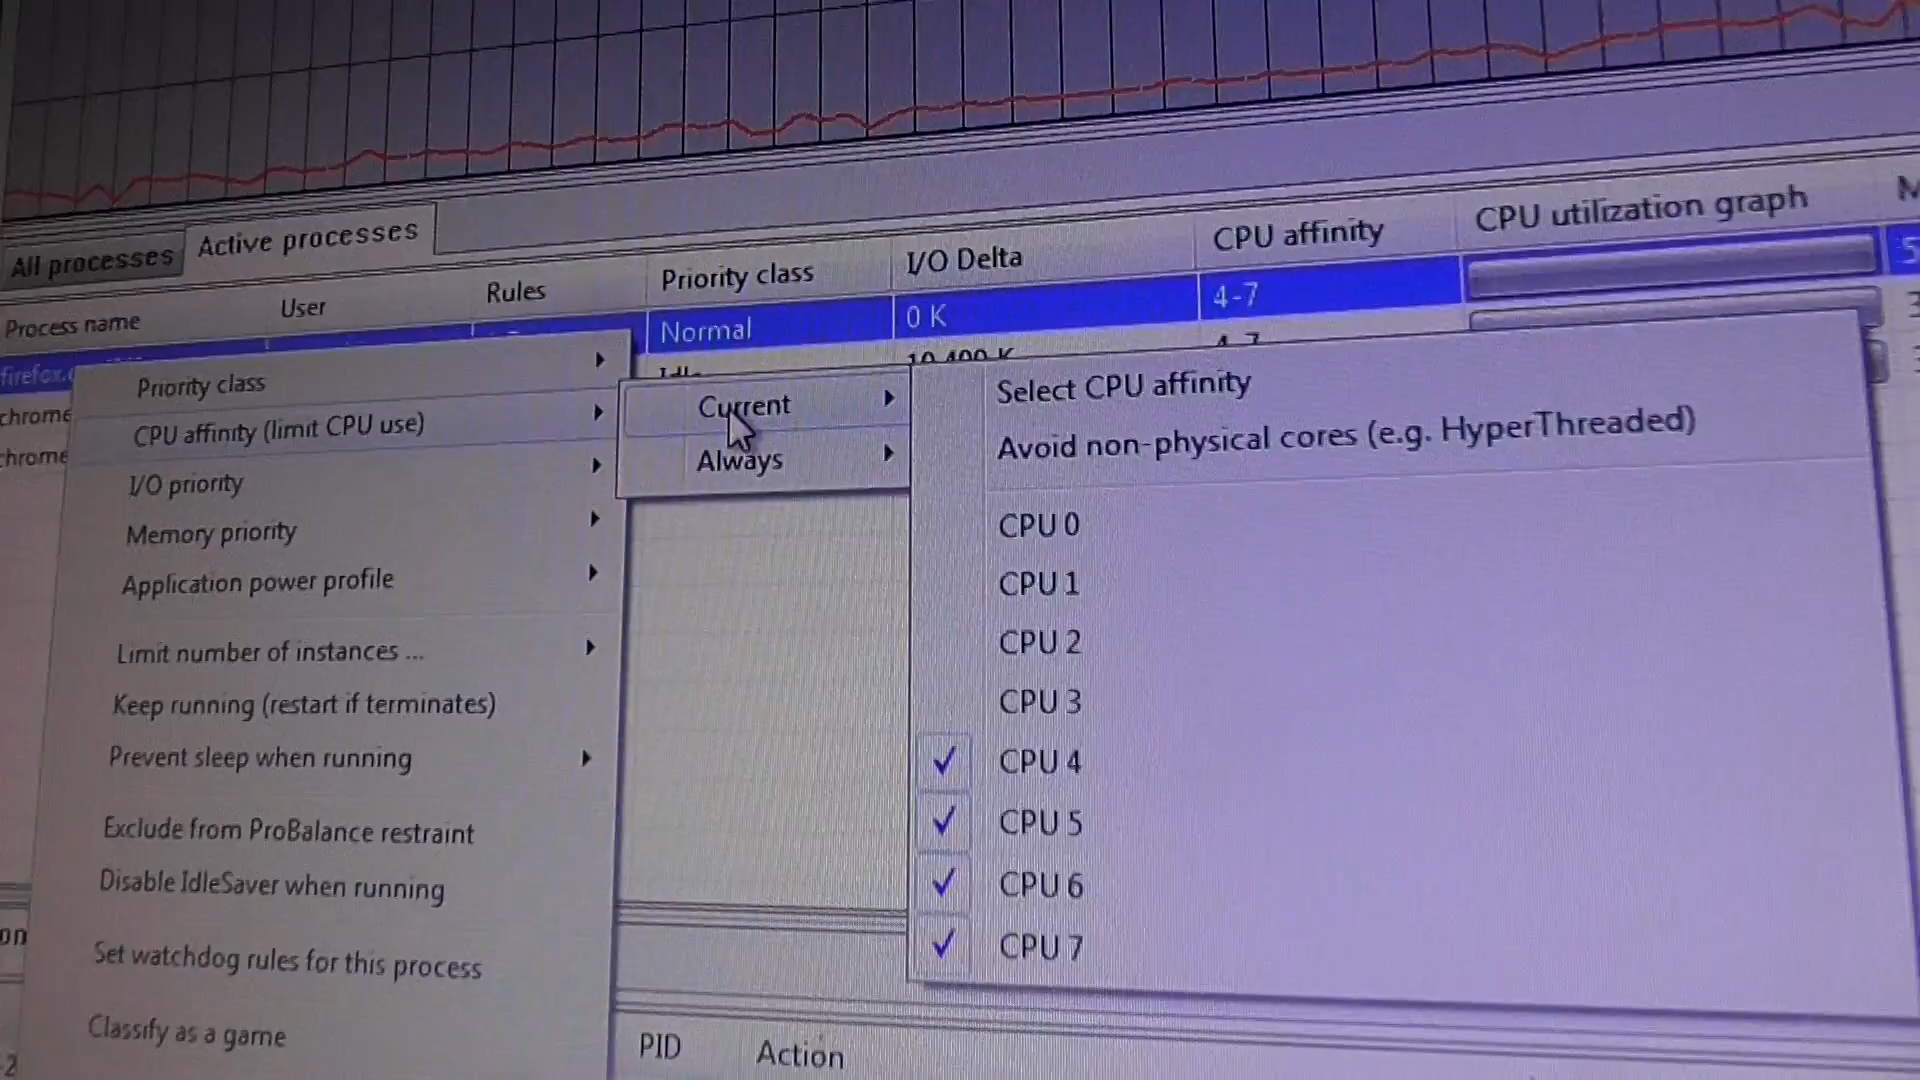 All processes
Active processes
Process name
User
Rules
Priority class
I/O Delta
CPU affinity
CPU utilization graph
Normal
0 K
4-7
10,400 K
4-7
chrome
chrome
Priority class
CPU affinity (limit CPU use)
I/O priority
Memory priority
Application power profile
Limit number of instances ...
Keep running (restart if terminates)
Prevent sleep when running
Exclude from ProBalance restraint
Disable IdleSaver when running
Set watchdog rules for this process
Classify as a game
Current
Always
Select CPU affinity
Avoid non-physical cores (e.g. HyperThreaded)
CPU 0
CPU 1
CPU 2
CPU 3
CPU 4
CPU 5
CPU 6
CPU 7
PID
Action